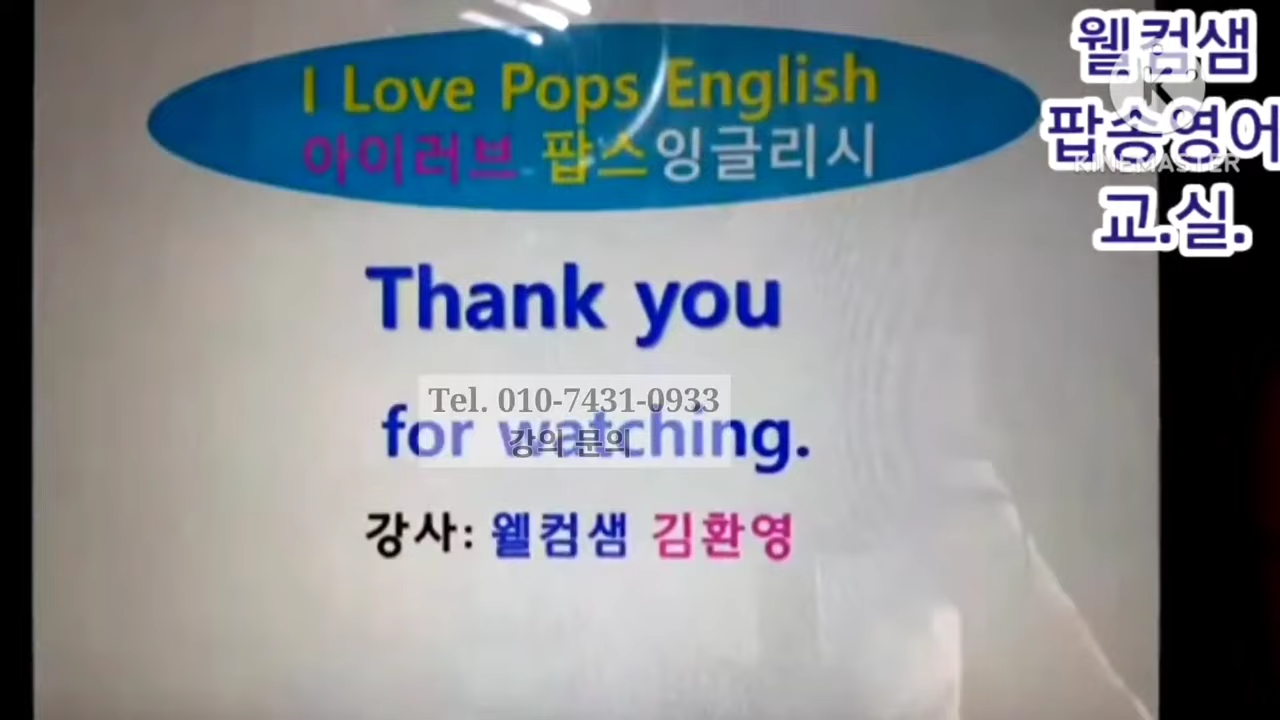 I Love Pops English
아이러브 팝스잉글리시
Thank you
Tel. 010-7431-0933
for watching.
강의 문의
강사: 웰컴샘 김환영
웰컴샘
팝송영어
교.실.
KINEMASTER